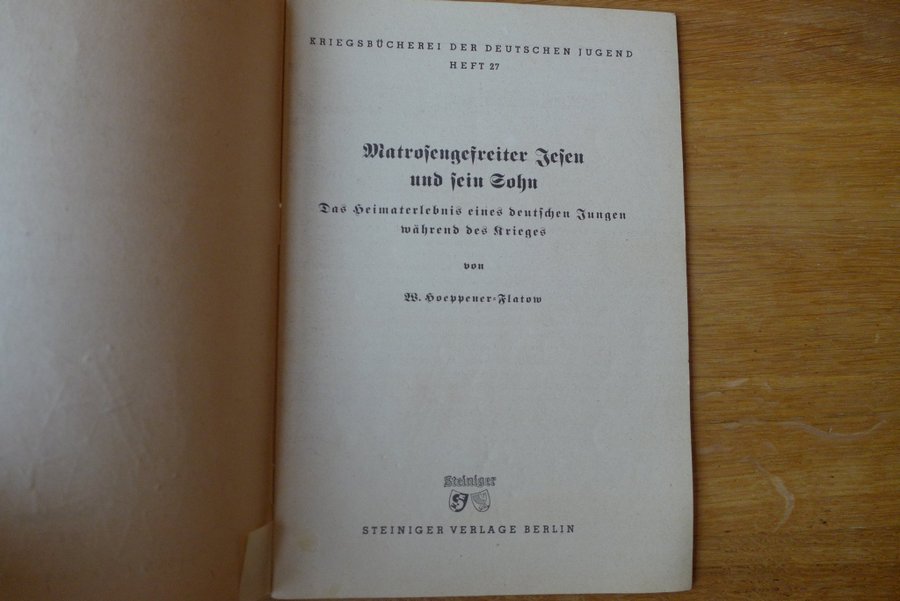 KRIEGSBÜCHEREI DER DEUTSCHEN JUGEND
HEFT 27
Matrosengefreiter Jesen
und sein Sohn
Das Heimaterlebnis eines deutschen Jungen
während des Krieges
von
W. Hoeppener-Flatow
Steiniger
STEINIGER VERLAGE BERLIN